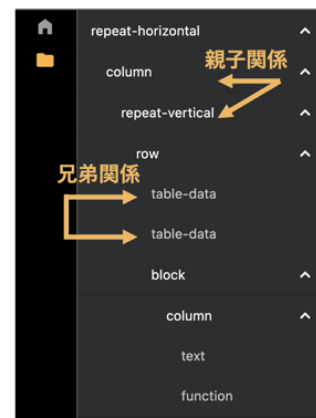 repeat-horizontal
親子関係
column
repeat-vertical
row
兄弟関係
table-data
table-data
block
column
text
function